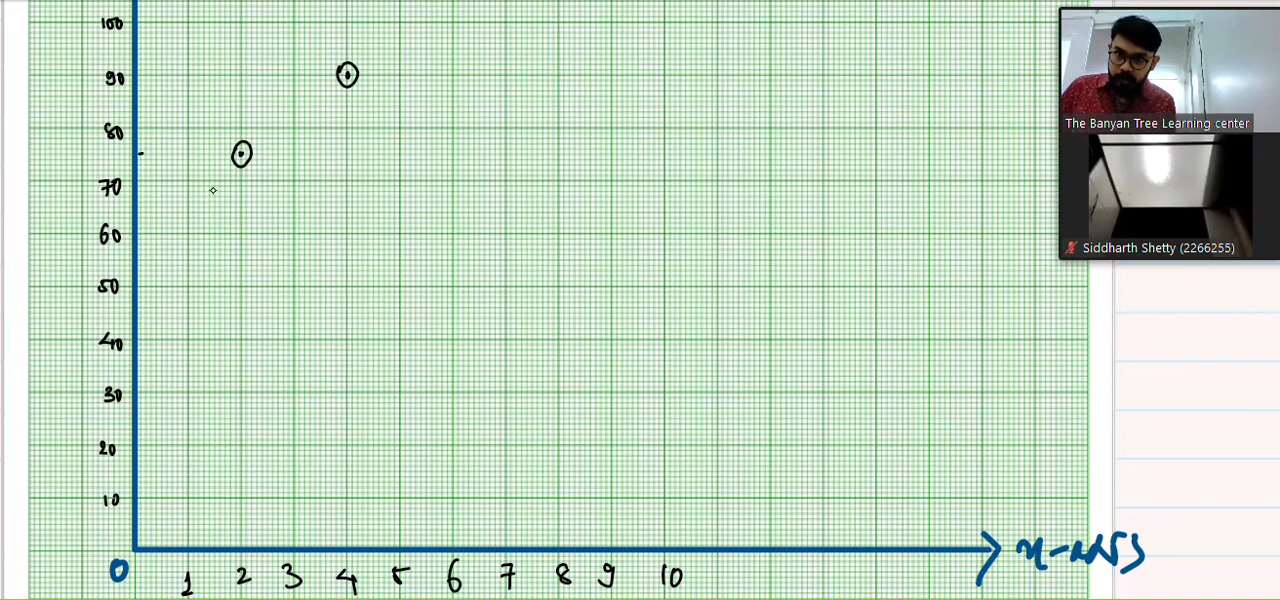 100
90
80
70
60
50
40
30
20
10
0
1 2 3 4 5 6 7 8 9 10
x-axis
The Banyan Tree Learning center
Siddharth Shetty (2266255)